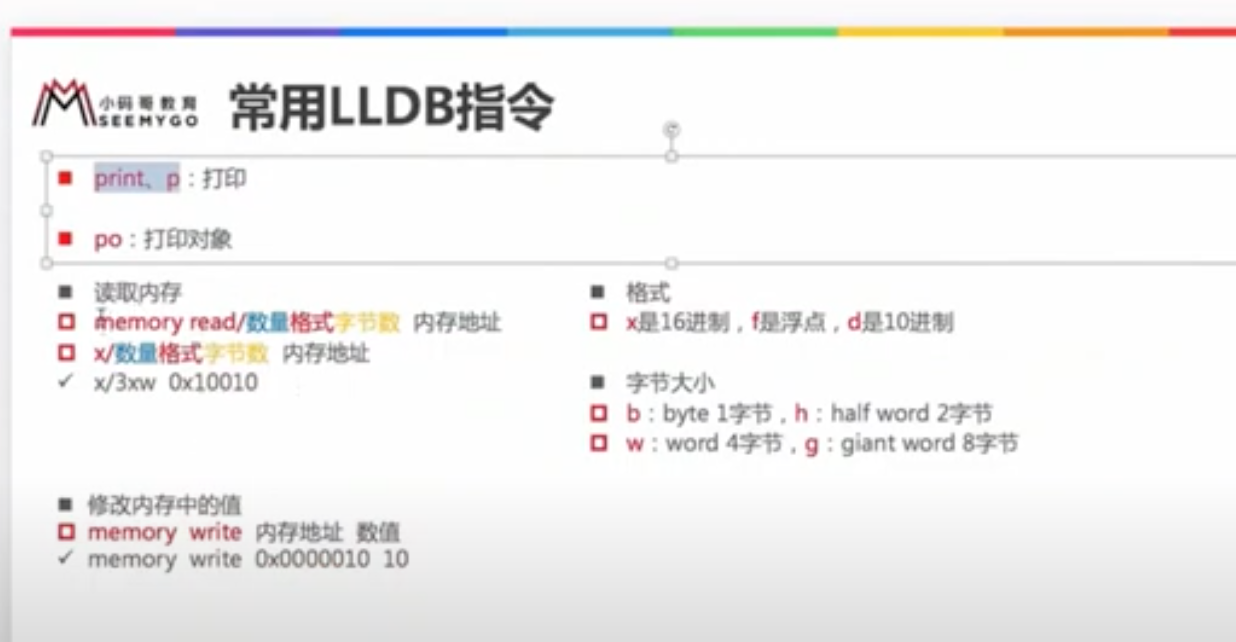 小码哥教育
SEEMYGO
常用LLDB指令
print、p：打印
po：打印对象
读取内存
memory read/数量格式字节数 内存地址
x/数量格式字节数 内存地址
x/3xw 0x10010
格式
x是16进制，f是浮点，d是10进制
字节大小
b：byte 1字节，h：half word 2字节
w：word 4字节，g：giant word 8字节
修改内存中的值
memory write 内存地址 数值
memory write 0x0000010 10